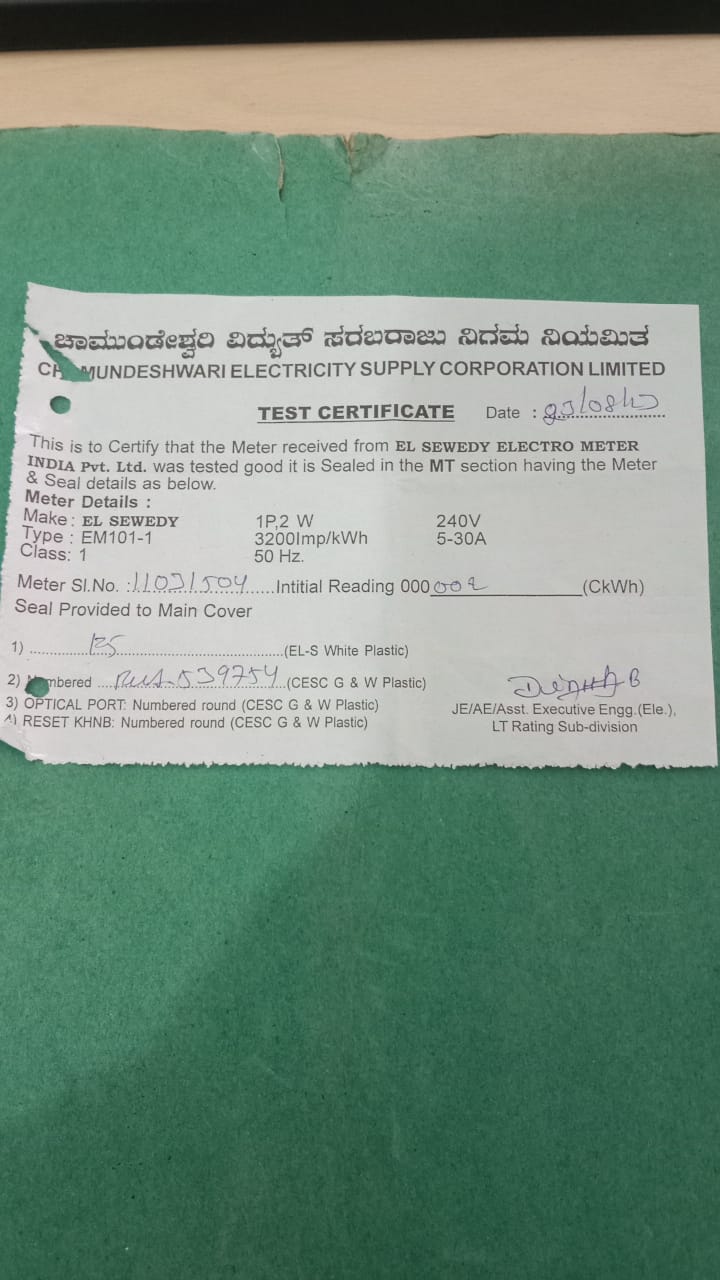 ಚಾಮುಂಡೇಶ್ವರಿ ವಿದ್ಯುತ್ ಸರಬರಾಜು ನಿಗಮ ನಿಯಮಿತ
MUNDESHWARI ELECTRICITY SUPPLY CORPORATION LIMITED
TEST CERTIFICATE Date :
This is to Certify that the Meter received from EL SEWEDY ELECTRO METER
INDIA Pvt. Ltd. was tested good it is Sealed in the MT section having the Meter
& Seal details as below.
Meter Details :
Make : EL SEWEDY 1P,2 W 240V
Type : EM101-1 3200Imp/kWh 5-30A
Class: 1 50 Hz.
Meter Sl.No. :11031504 Intitial Reading 000002 (CkWh)
Seal Provided to Main Cover
1) (EL-S White Plastic)
2) mbered 539754 (CESC G & W Plastic)
3) OPTICAL PORT: Numbered round (CESC G & W Plastic)
4) RESET KHNB: Numbered round (CESC G & W Plastic)
JE/AE/Asst. Executive Engg.(Ele.),
LT Rating Sub-division